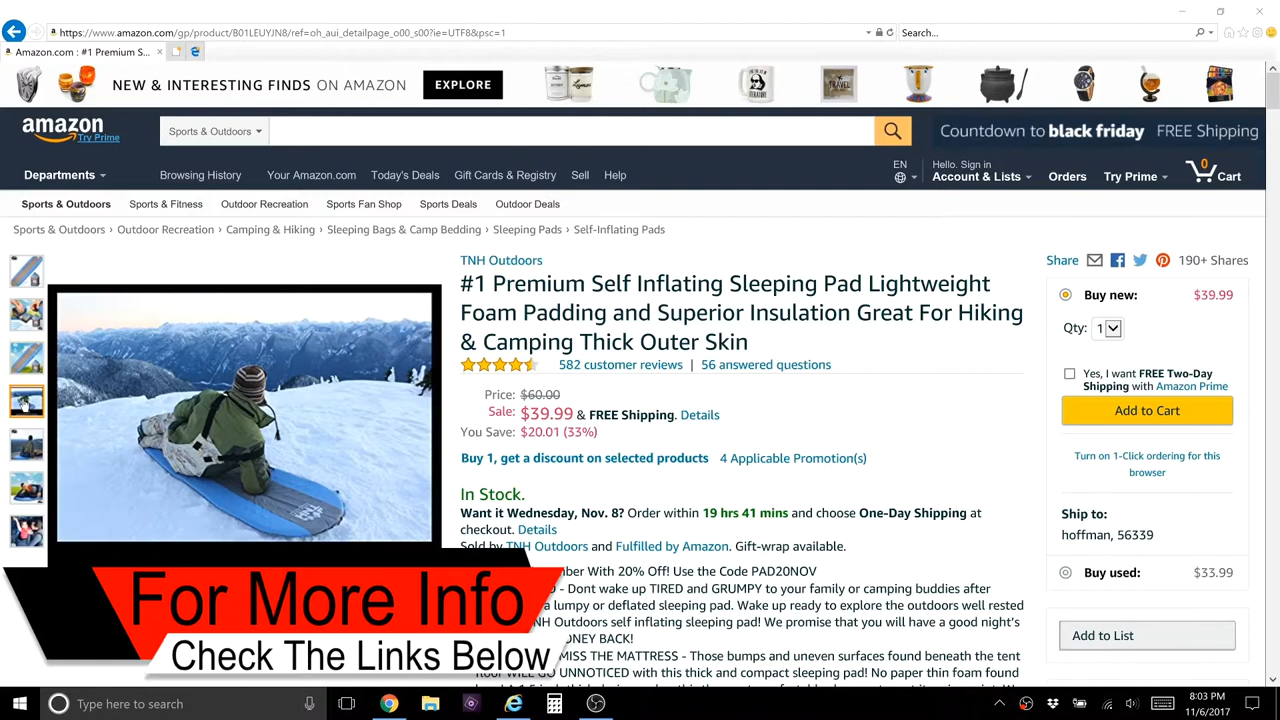 https://www.amazon.com/gp/product/B01LEUYJN8/ref=oh_aui_detailpage_o00_s00?ie=UTF8&psc=1
Search...
Amazon.com : #1 Premium S...
NEW & INTERESTING FINDS ON AMAZON
EXPLORE
amazon
Try Prime
Sports & Outdoors
Countdown to black friday FREE Shipping
Departments
Browsing History
Your Amazon.com
Today's Deals
Gift Cards & Registry
Sell
Help
EN
Hello. Sign in
Account & Lists
Orders
Try Prime
0
Cart
Sports & Outdoors
Sports & Fitness
Outdoor Recreation
Sports Fan Shop
Sports Deals
Outdoor Deals
Sports & Outdoors › Outdoor Recreation › Camping & Hiking › Sleeping Bags & Camp Bedding › Sleeping Pads › Self-Inflating Pads
TNH Outdoors
#1 Premium Self Inflating Sleeping Pad Lightweight
Foam Padding and Superior Insulation Great For Hiking
& Camping Thick Outer Skin
582 customer reviews | 56 answered questions
Price: $60.00
Sale: $39.99 & FREE Shipping. Details
You Save: $20.01 (33%)
Buy 1, get a discount on selected products 4 Applicable Promotion(s)
In Stock.
Want it Wednesday, Nov. 8? Order within 19 hrs 41 mins and choose One-Day Shipping at
checkout. Details
Sold by TNH Outdoors and Fulfilled by Amazon. Gift-wrap available.
With 20% Off! Use the Code PAD20NOV
Dont wake up TIRED and GRUMPY to your family or camping buddies after
lumpy or deflated sleeping pad. Wake up ready to explore the outdoors well rested
TNH Outdoors self inflating sleeping pad! We promise that you will have a good night's
BACK!
MISS THE MATTRESS - Those bumps and uneven surfaces found beneath the tent
WILL GO UNNOTICED with this thick and compact sleeping pad! No paper thin foam found
Share
190+ Shares
Buy new: $39.99
Qty: 1
Yes, I want FREE Two-Day
Shipping with Amazon Prime
Add to Cart
Turn on 1-Click ordering for this
browser
Ship to:
hoffman, 56339
Buy used: $33.99
Add to List
For More Info
Check The Links Below
Type here to search
8:03 PM
11/6/2017